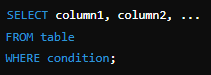 SELECT column1, column2, ...
FROM table
WHERE condition;